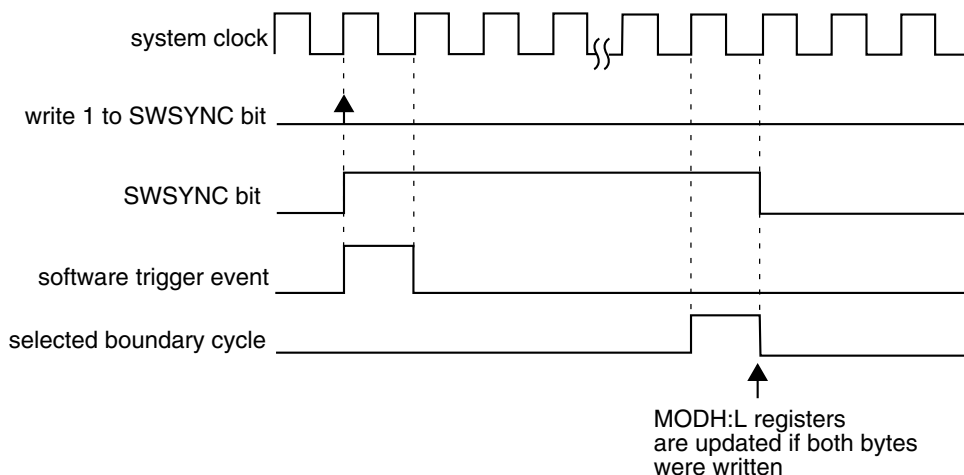 system clock
write 1 to SWSYNC bit
SWSYNC bit
software trigger event
selected boundary cycle
MODH:L registers
are updated if both bytes
were written